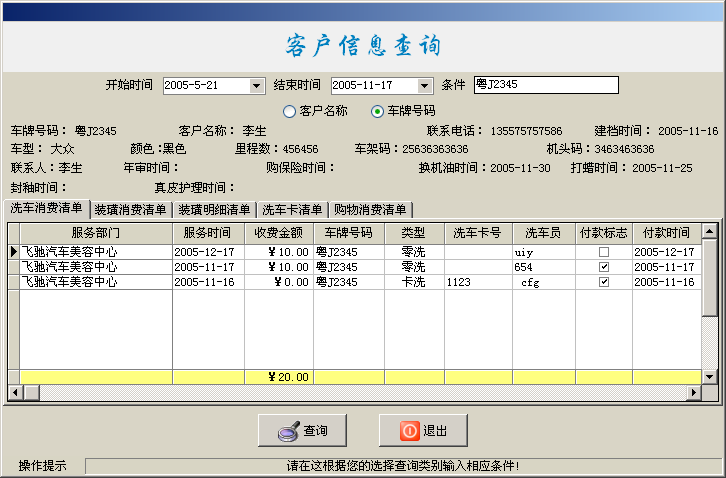 客户信息查询
开始时间 2005-5-21 结束时间 2005-11-17 条件 粤J2345
客户名称 车牌号码
车牌号码： 粤J2345 客户名称： 李生 联系电话： 135575757586 建档时间： 2005-11-16
车型： 大众 颜色:黑色 里程数：456456 车架码：25636363636 机头码：3463463636
联系人：李生 年审时间： 购保险时间： 换机油时间：2005-11-30 打蜡时间： 2005-11-25
封釉时间： 真皮护理时间：
洗车消费清单 装璜消费清单 装璜明细清单 洗车卡清单 购物消费清单
服务部门 服务时间 收费金额 车牌号码 类型 洗车卡号 洗车员 付款标志 付款时间
飞驰汽车美容中心 2005-12-17 ￥10.00 粤J2345 零洗 uiy 2005-12-17
飞驰汽车美容中心 2005-11-17 ￥10.00 粤J2345 零洗 654 2005-11-17
飞驰汽车美容中心 2005-11-16 ￥0.00 粤J2345 卡洗 1123 cfg 2005-11-16
￥20.00
查询 退出
操作提示 请在这根据您的选择查询类别输入相应条件!